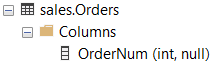 sales.Orders
Columns
OrderNum (int, null)